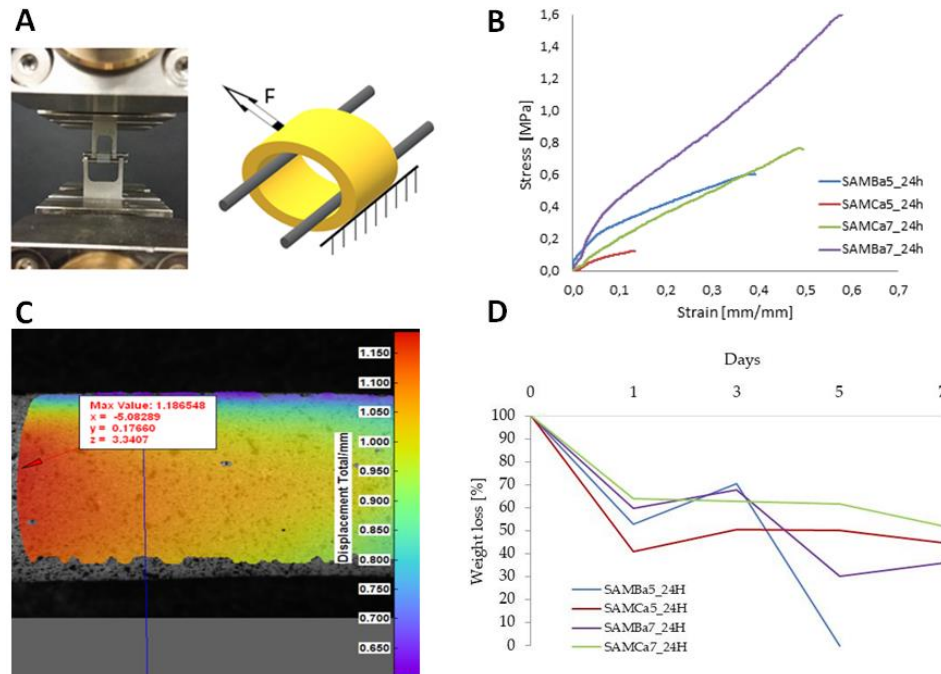 A
F
B
1,6
1,4
1,2
1,0
0,8
0,6
0,4
0,2
0,0
Stress [MPa]
0,0 0,1 0,2 0,3 0,4 0,5 0,6 0,7
Strain [mm/mm]
SAMBa5_24h
SAMCa5_24h
SAMCa7_24h
SAMBa7_24h
C
Max Value: 1.186548
x = -5.08289
y = 0.17660
z = 3.3407
Displacement Total/mm
1.150
1.100
1.050
1.000
0.950
0.900
0.850
0.800
0.750
0.700
0.650
D
Days
0 1 3 5 7
100
90
80
70
60
50
40
30
20
10
0
Weight loss [%]
SAMBa5_24H
SAMCa5_24H
SAMBa7_24H
SAMCa7_24H